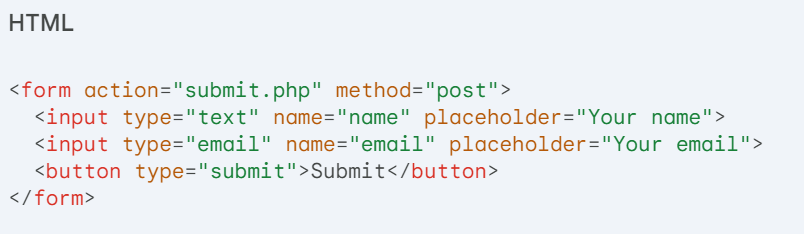 HTML
<form action="submit.php" method="post">
  <input type="text" name="name" placeholder="Your name">
  <input type="email" name="email" placeholder="Your email">
  <button type="submit">Submit</button>
</form>